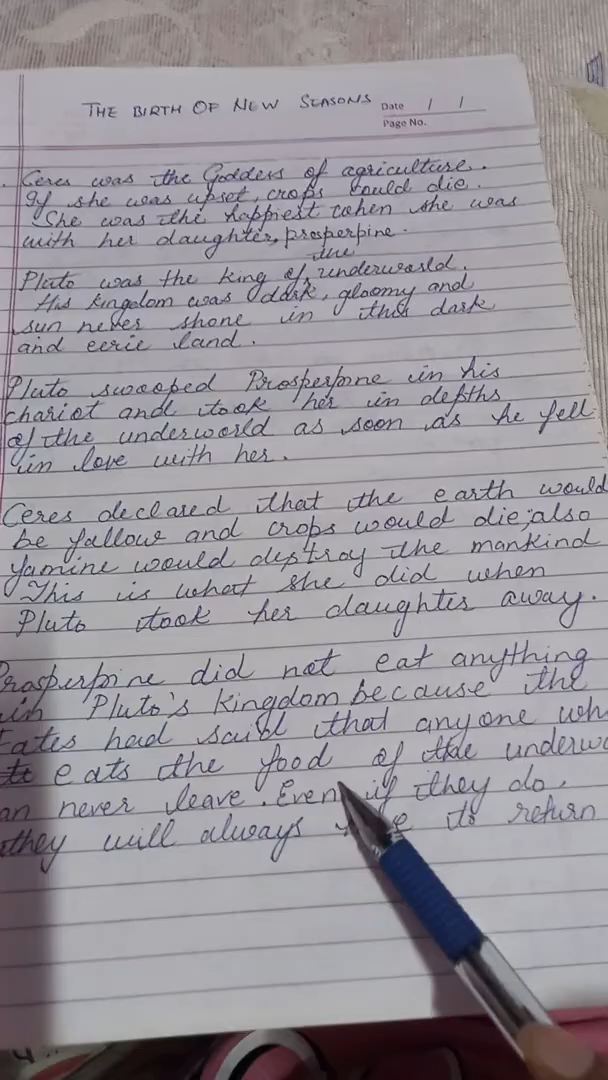 THE BIRTH OF NEW SEASONS
Date / /
Page No.
Ceres was the Goddess of agriculture.
If she was upset, crops would die.
She was the happiest when she was
with her daughter, prosperpine.
the
Pluto was the king of underworld.
His kingdom was dark, gloomy and
sun never shone in this dark
and eerie land.
Pluto swooped Prosperpine in his
chariot and took her in depths
of the underworld as soon as he fell
in love with her.
Ceres declared that the earth would
be fallow and crops would die; also
famine would destroy the mankind
This is what she did when
Pluto took her daughter away.
Prosperpine did not eat anything
in Pluto's kingdom because the
Fates had said that anyone wh
eats the food of the underwo
an never leave. Even if they do,
they will always to return